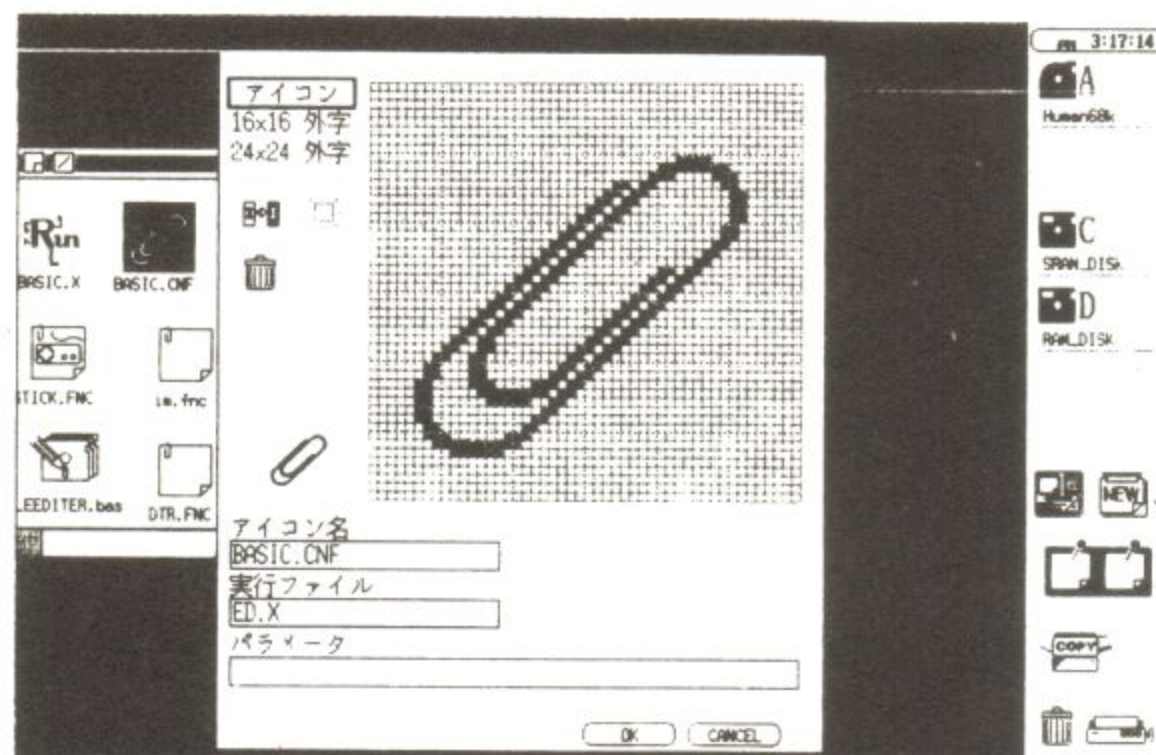 3:17:14
A
Human68k
C
SRAM_DISK
D
RAM_DISK
NEW
COPY
Run
BASIC.X
BASIC.CNF
STICK.FNC
im.fnc
LEEDITER.bas
DTR.FNC
アイコン
16x16 外字
24x24 外字
アイコン名
BASIC.CNF
実行ファイル
ED.X
パラメータ
OK
CANCEL